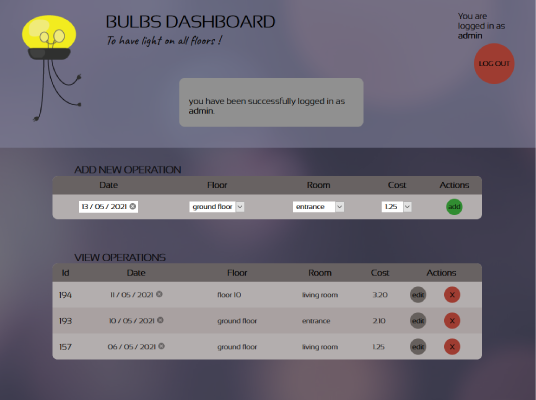 BULBS DASHBOARD
To have light on all floors !
You are
logged in as
admin
LOG OUT
you have been successfully logged in as
admin.
ADD NEW OPERATION
Date Floor Room Cost Actions
13 / 05 / 2021 ground floor entrance 1.25 add
VIEW OPERATIONS
Id Date Floor Room Cost Actions
194 11 / 05 / 2021 floor 10 living room 3.20 edit X
193 10 / 05 / 2021 ground floor entrance 2.10 edit X
157 06 / 05 / 2021 ground floor living room 1.25 edit X